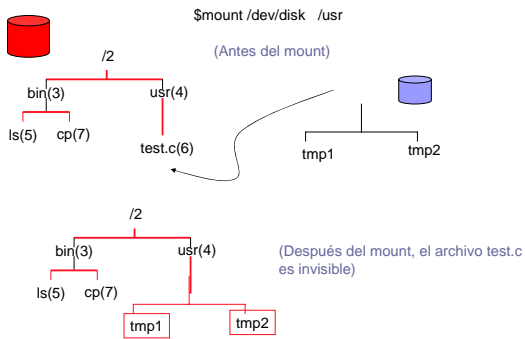 $mount /dev/disk /usr
(Antes del mount)
/2
bin(3) usr(4)
ls(5) cp(7)
test.c(6)
tmp1 tmp2
/2
bin(3) usr(4)
(Después del mount, el archivo test.c
es invisible)
ls(5) cp(7)
tmp1 tmp2